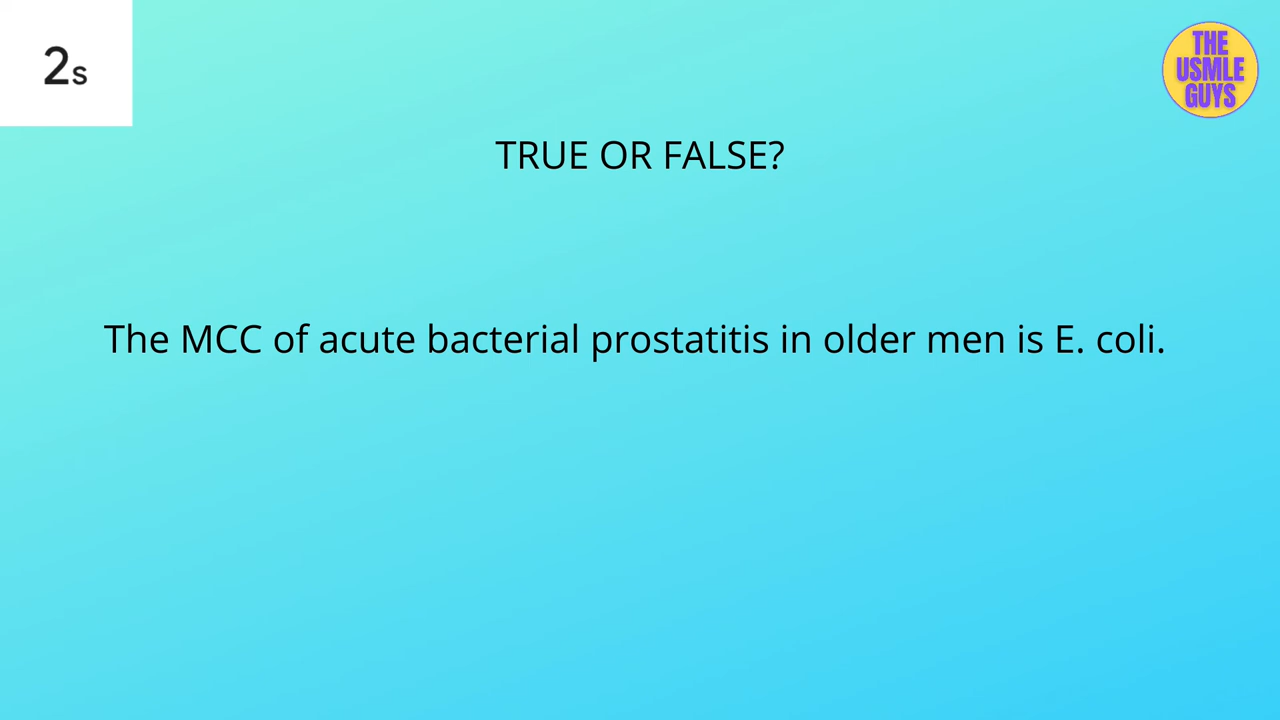 2s
THE
USMLE
GUYS
TRUE OR FALSE?
The MCC of acute bacterial prostatitis in older men is E. coli.